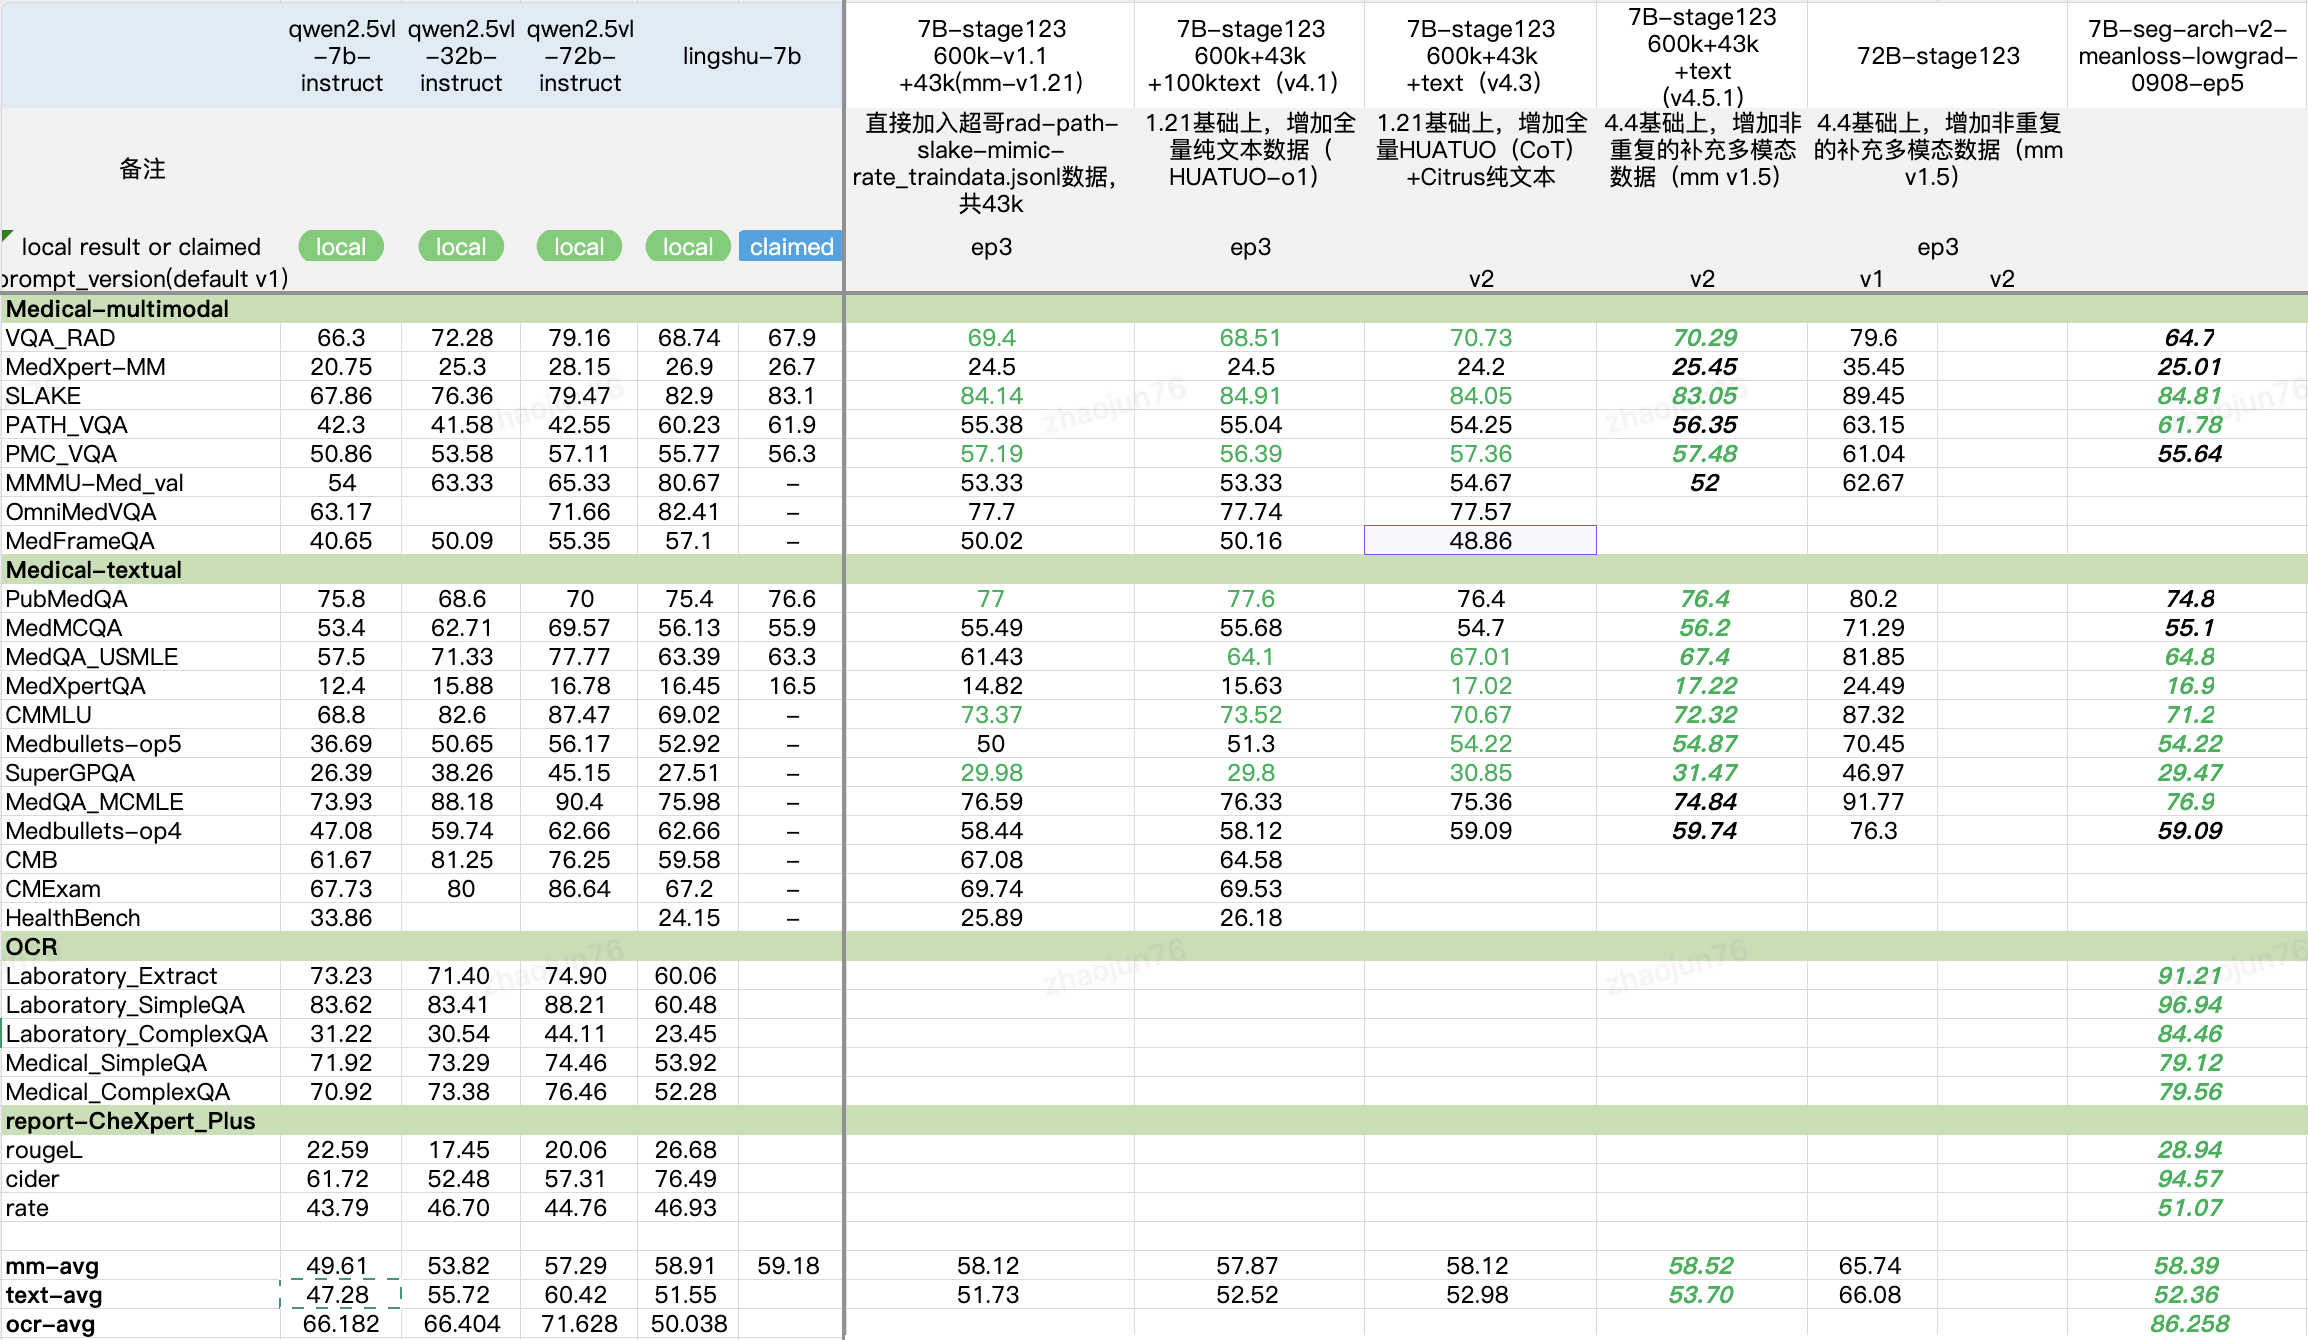 qwen2.5vl-7b-instruct qwen2.5vl-32b-instruct qwen2.5vl-72b-instruct lingshu-7b 7B-stage123 600k-v1.1 +43k(mm-v1.21) 7B-stage123 600k+43k +100ktext（v4.1） 7B-stage123 600k+43k +text（v4.3） 7B-stage123 600k+43k +text （v4.5.1） 72B-stage123 7B-seg-arch-v2-meanloss-lowgrad-0908-ep5
备注 直接加入超哥rad-path-slake-mimic-rate_traindata.jsonl数据，共43k 1.21基础上，增加全量纯文本数据（HUATUO-o1） 1.21基础上，增加全量HUATUO（CoT）+Citrus纯文本 4.4基础上，增加非重复的补充多模态数据（mm v1.5） 4.4基础上，增加非重复的补充多模态数据（mm v1.5）
local result or claimed local local local local claimed ep3 ep3 ep3
prompt_version(default v1) v2 v2 v1 v2
Medical-multimodal
VQA_RAD 66.3 72.28 79.16 68.74 67.9 69.4 68.51 70.73 70.29 79.6 64.7
MedXpert-MM 20.75 25.3 28.15 26.9 26.7 24.5 24.5 24.2 25.45 35.45 25.01
SLAKE 67.86 76.36 79.47 82.9 83.1 84.14 84.91 84.05 83.05 89.45 84.81
PATH_VQA 42.3 41.58 42.55 60.23 61.9 55.38 55.04 54.25 56.35 63.15 61.78
PMC_VQA 50.86 53.58 57.11 55.77 56.3 57.19 56.39 57.36 57.48 61.04 55.64
MMMU-Med_val 54 63.33 65.33 80.67 - 53.33 53.33 54.67 52 62.67
OmniMedVQA 63.17 71.66 82.41 - 77.7 77.74 77.57
MedFrameQA 40.65 50.09 55.35 57.1 - 50.02 50.16 48.86
Medical-textual
PubMedQA 75.8 68.6 70 75.4 76.6 77 77.6 76.4 76.4 80.2 74.8
MedMCQA 53.4 62.71 69.57 56.13 55.9 55.49 55.68 54.7 56.2 71.29 55.1
MedQA_USMLE 57.5 71.33 77.77 63.39 63.3 61.43 64.1 67.01 67.4 81.85 64.8
MedXpertQA 12.4 15.88 16.78 16.45 16.5 14.82 15.63 17.02 17.22 24.49 16.9
CMMLU 68.8 82.6 87.47 69.02 - 73.37 73.52 70.67 72.32 87.32 71.2
Medbullets-op5 36.69 50.65 56.17 52.92 - 50 51.3 54.22 54.87 70.45 54.22
SuperGPQA 26.39 38.26 45.15 27.51 - 29.98 29.8 30.85 31.47 46.97 29.47
MedQA_MCMLE 73.93 88.18 90.4 75.98 - 76.59 76.33 75.36 74.84 91.77 76.9
Medbullets-op4 47.08 59.74 62.66 62.66 - 58.44 58.12 59.09 59.74 76.3 59.09
CMB 61.67 81.25 76.25 59.58 - 67.08 64.58
CMExam 67.73 80 86.64 67.2 - 69.74 69.53
HealthBench 33.86 24.15 - 25.89 26.18
OCR
Laboratory_Extract 73.23 71.40 74.90 60.06 91.21
Laboratory_SimpleQA 83.62 83.41 88.21 60.48 96.94
Laboratory_ComplexQA 31.22 30.54 44.11 23.45 84.46
Medical_SimpleQA 71.92 73.29 74.46 53.92 79.12
Medical_ComplexQA 70.92 73.38 76.46 52.28 79.56
report-CheXpert_Plus
rougeL 22.59 17.45 20.06 26.68 28.94
cider 61.72 52.48 57.31 76.49 94.57
rate 43.79 46.70 44.76 46.93 51.07
mm-avg 49.61 53.82 57.29 58.91 59.18 58.12 57.87 58.12 58.52 65.74 58.39
text-avg 47.28 55.72 60.42 51.55 51.73 52.52 52.98 53.70 66.08 52.36
ocr-avg 66.182 66.404 71.628 50.038 86.258
zhaojun76
zhaojun76
zhaojun76
zhaojun76
zhaojun76
zhaojun76